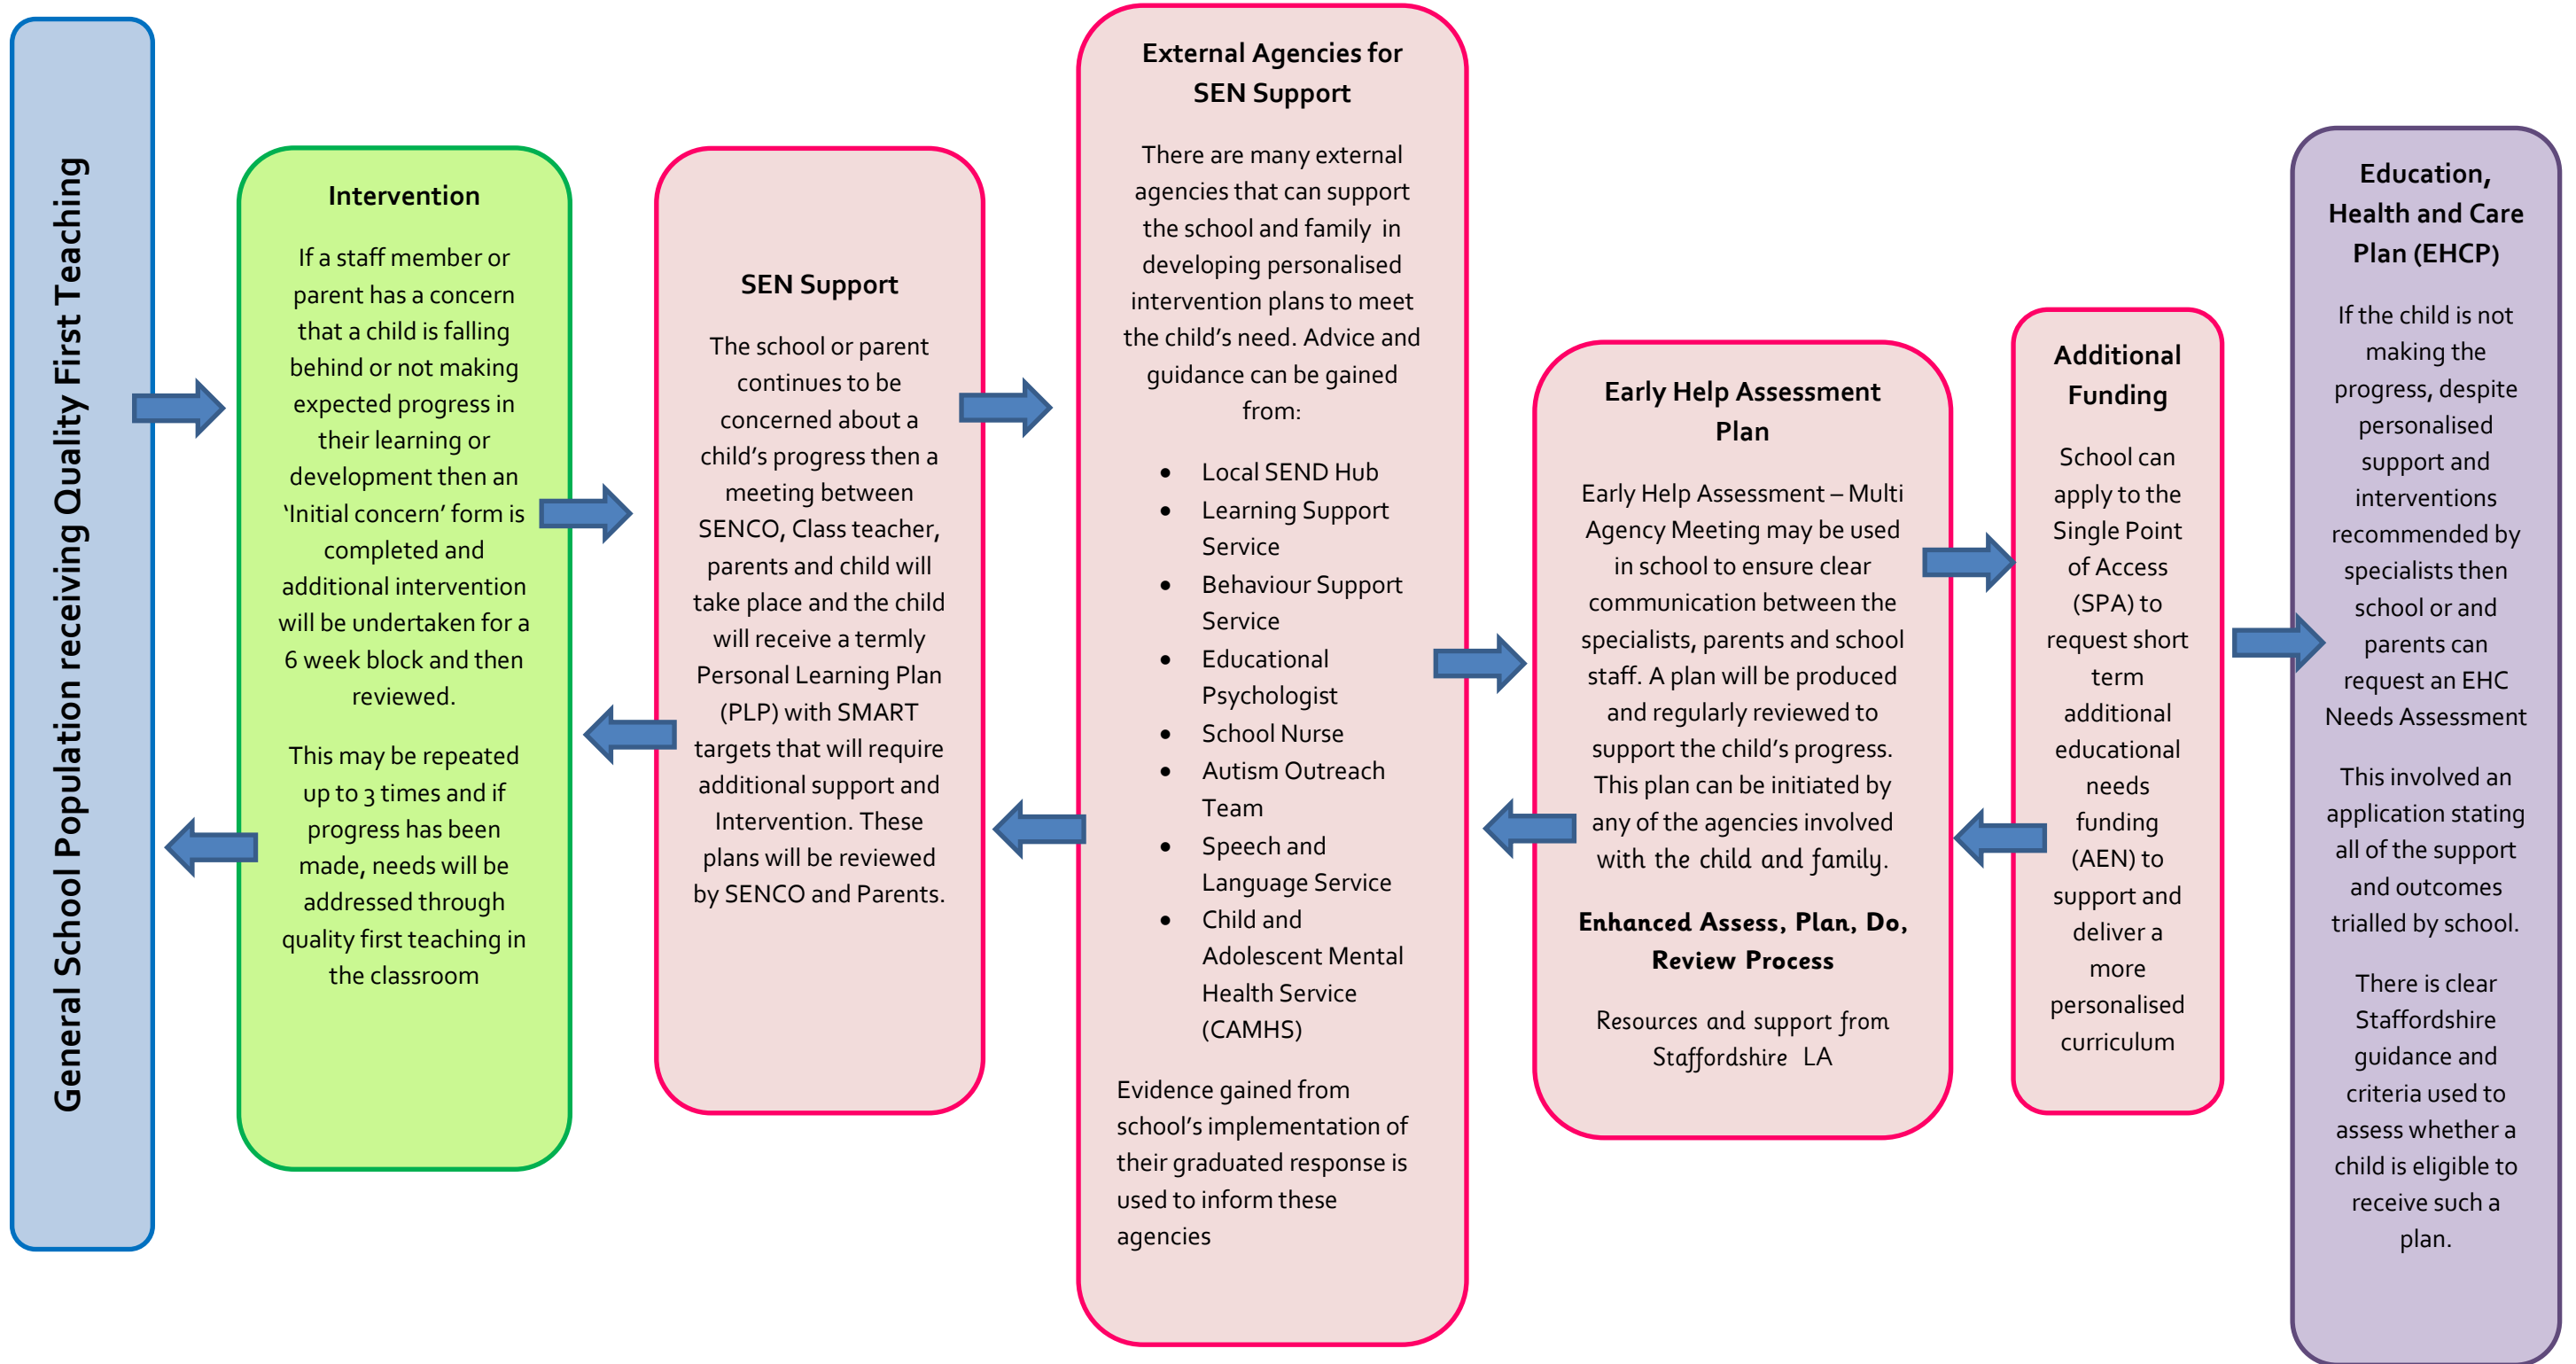 General School Population receiving Quality First Teaching
Intervention
If a staff member or
parent has a concern
that a child is falling
behind or not making
expected progress in
their learning or
development then an
‘Initial concern’ form is
completed and
additional intervention
will be undertaken for a
6 week block and then
reviewed.
This may be repeated
up to 3 times and if
progress has been
made, needs will be
addressed through
quality first teaching in
the classroom
SEN Support
The school or parent
continues to be
concerned about a
child’s progress then a
meeting between
SENCO, Class teacher,
parents and child will
take place and the child
will receive a termly
Personal Learning Plan
(PLP) with SMART
targets that will require
additional support and
Intervention. These
plans will be reviewed
by SENCO and Parents.
External Agencies for
SEN Support
There are many external
agencies that can support
the school and family in
developing personalised
intervention plans to meet
the child’s need. Advice and
guidance can be gained
from:
• Local SEND Hub
• Learning Support
Service
• Behaviour Support
Service
• Educational
Psychologist
• School Nurse
• Autism Outreach
Team
• Speech and
Language Service
• Child and
Adolescent Mental
Health Service
(CAMHS)
Evidence gained from
school’s implementation of
their graduated response is
used to inform these
agencies
Early Help Assessment
Plan
Early Help Assessment – Multi
Agency Meeting may be used
in school to ensure clear
communication between the
specialists, parents and school
staff. A plan will be produced
and regularly reviewed to
support the child’s progress.
This plan can be initiated by
any of the agencies involved
with the child and family.
Enhanced Assess, Plan, Do,
Review Process
Resources and support from
Staffordshire LA
Additional
Funding
School can
apply to the
Single Point
of Access
(SPA) to
request short
term
additional
educational
needs
funding
(AEN) to
support and
deliver a
more
personalised
curriculum
Education,
Health and Care
Plan (EHCP)
If the child is not
making the
progress, despite
personalised
support and
interventions
recommended by
specialists then
school or and
parents can
request an EHC
Needs Assessment
This involved an
application stating
all of the support
and outcomes
trialled by school.
There is clear
Staffordshire
guidance and
criteria used to
assess whether a
child is eligible to
receive such a
plan.